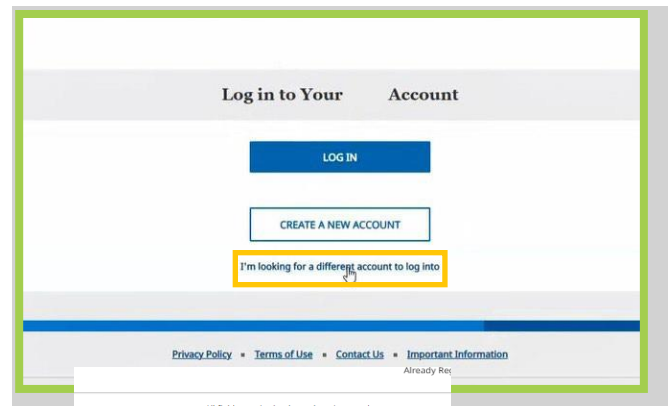 Log in to Your Account
LOG IN
CREATE A NEW ACCOUNT
I'm looking for a different account to log into
Privacy Policy ▪ Terms of Use ▪ Contact Us ▪ Important Information
Already